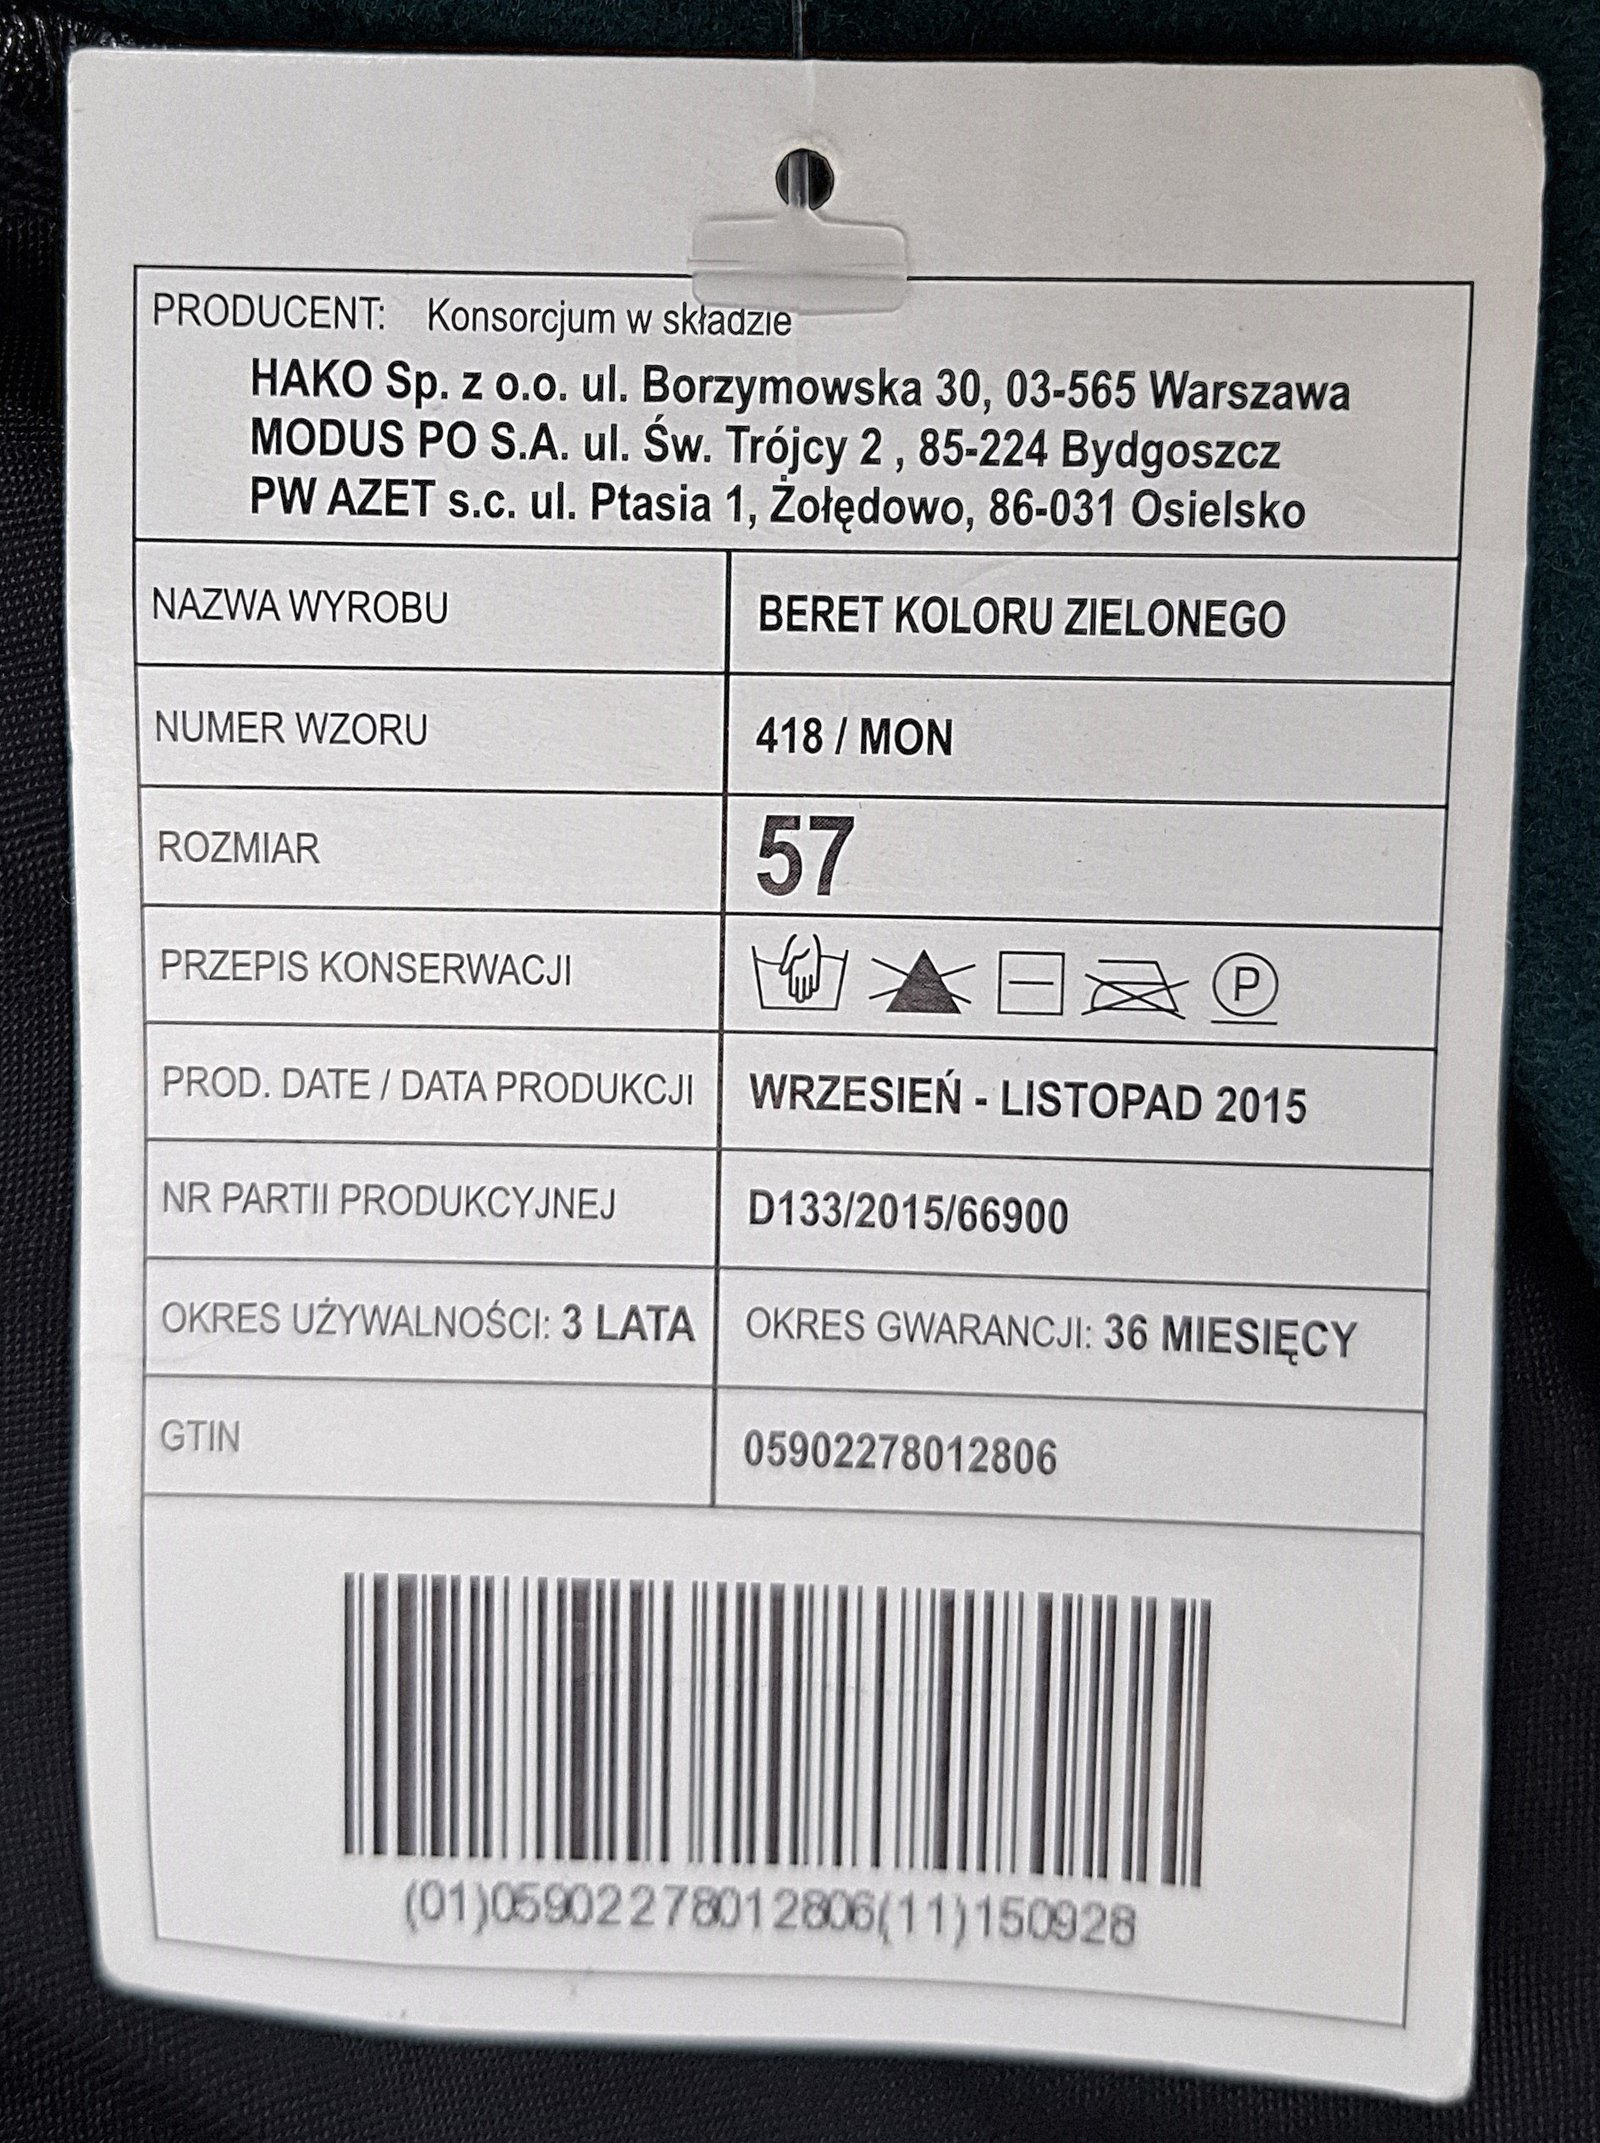 PRODUCENT: Konsorcjum w składzie
HAKO Sp. z o.o. ul. Borzymowska 30, 03-565 Warszawa
MODUS PO S.A. ul. Św. Trójcy 2 , 85-224 Bydgoszcz
PW AZET s.c. ul. Ptasia 1, Żołędowo, 86-031 Osielsko
NAZWA WYROBU BERET KOLORU ZIELONEGO
NUMER WZORU 418 / MON
ROZMIAR 57
PRZEPIS KONSERWACJI P
PROD. DATE / DATA PRODUKCJI WRZESIEŃ - LISTOPAD 2015
NR PARTII PRODUKCYJNEJ D133/2015/66900
OKRES UŻYWALNOŚCI: 3 LATA OKRES GWARANCJI: 36 MIESIĘCY
GTIN 05902278012806
(01)05902278012806(11)150928